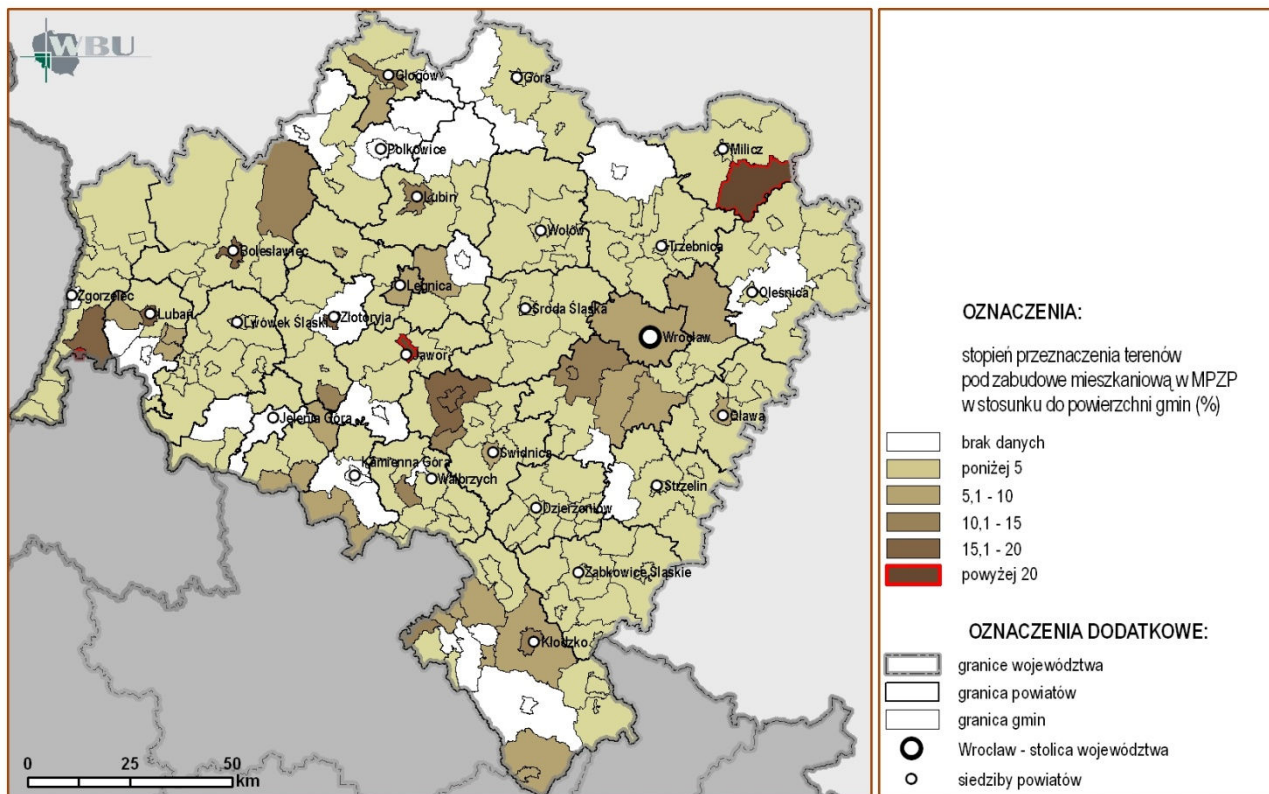 WBU
Głogów
Góra
Polkowice
Milicz
Lubin
Wołów
Trzebnica
Bolesławiec
Zgorzelec
Legnica
Oleśnica
Lubań
Lwówek Śląski
Złotoryja
Środa Śląska
Wrocław
Jawor
Jelenia Góra
Oława
Kamienna Góra
Świdnica
Wałbrzych
Strzelin
Dzierżoniów
Ząbkowice Śląskie
Kłodzko
0 25 50
km
OZNACZENIA:
stopień przeznaczenia terenów
pod zabudowe mieszkaniową w MPZP
w stosunku do powierzchni gmin (%)
brak danych
poniżej 5
5,1 - 10
10,1 - 15
15,1 - 20
powyżej 20
OZNACZENIA DODATKOWE:
granice województwa
granica powiatów
granica gmin
Wrocław - stolica województwa
siedziby powiatów